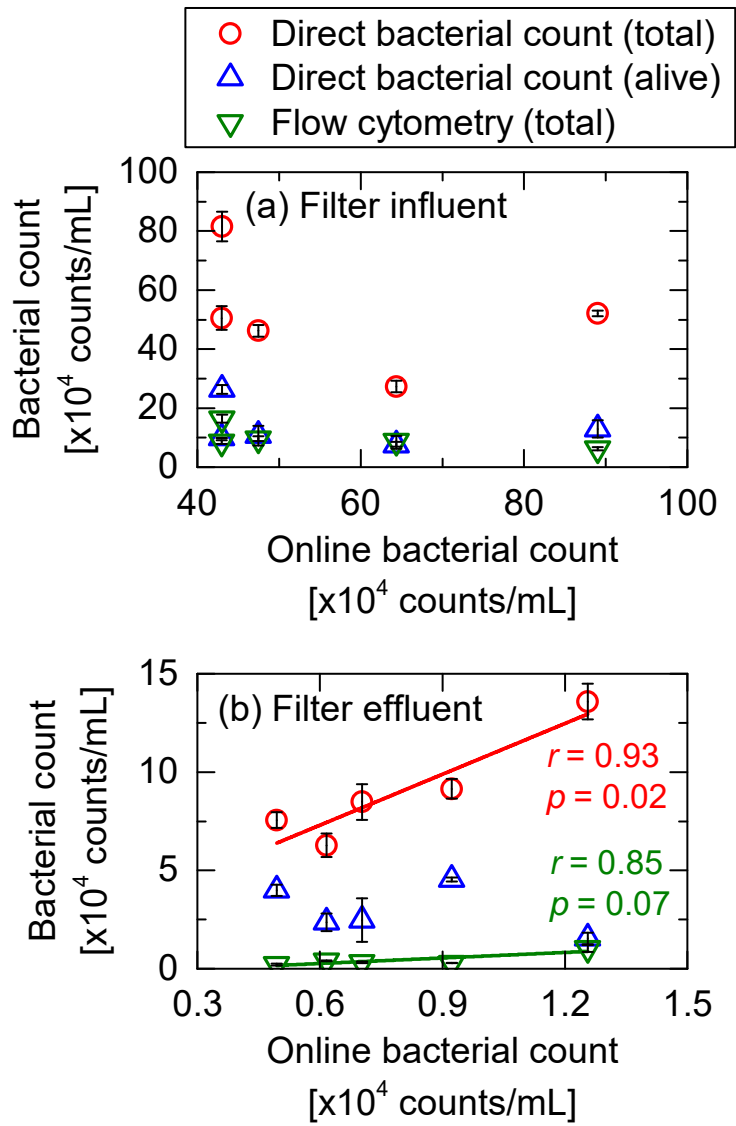 Direct bacterial count (total)
Direct bacterial count (alive)
Flow cytometry (total)
(a) Filter influent
100
80
60
40
20
0
Bacterial count
[x10⁴ counts/mL]
40 60 80 100
Online bacterial count
[x10⁴ counts/mL]
(b) Filter effluent
15
10
5
0
Bacterial count
[x10⁴ counts/mL]
r = 0.93
p = 0.02
r = 0.85
p = 0.07
0.3 0.6 0.9 1.2 1.5
Online bacterial count
[x10⁴ counts/mL]